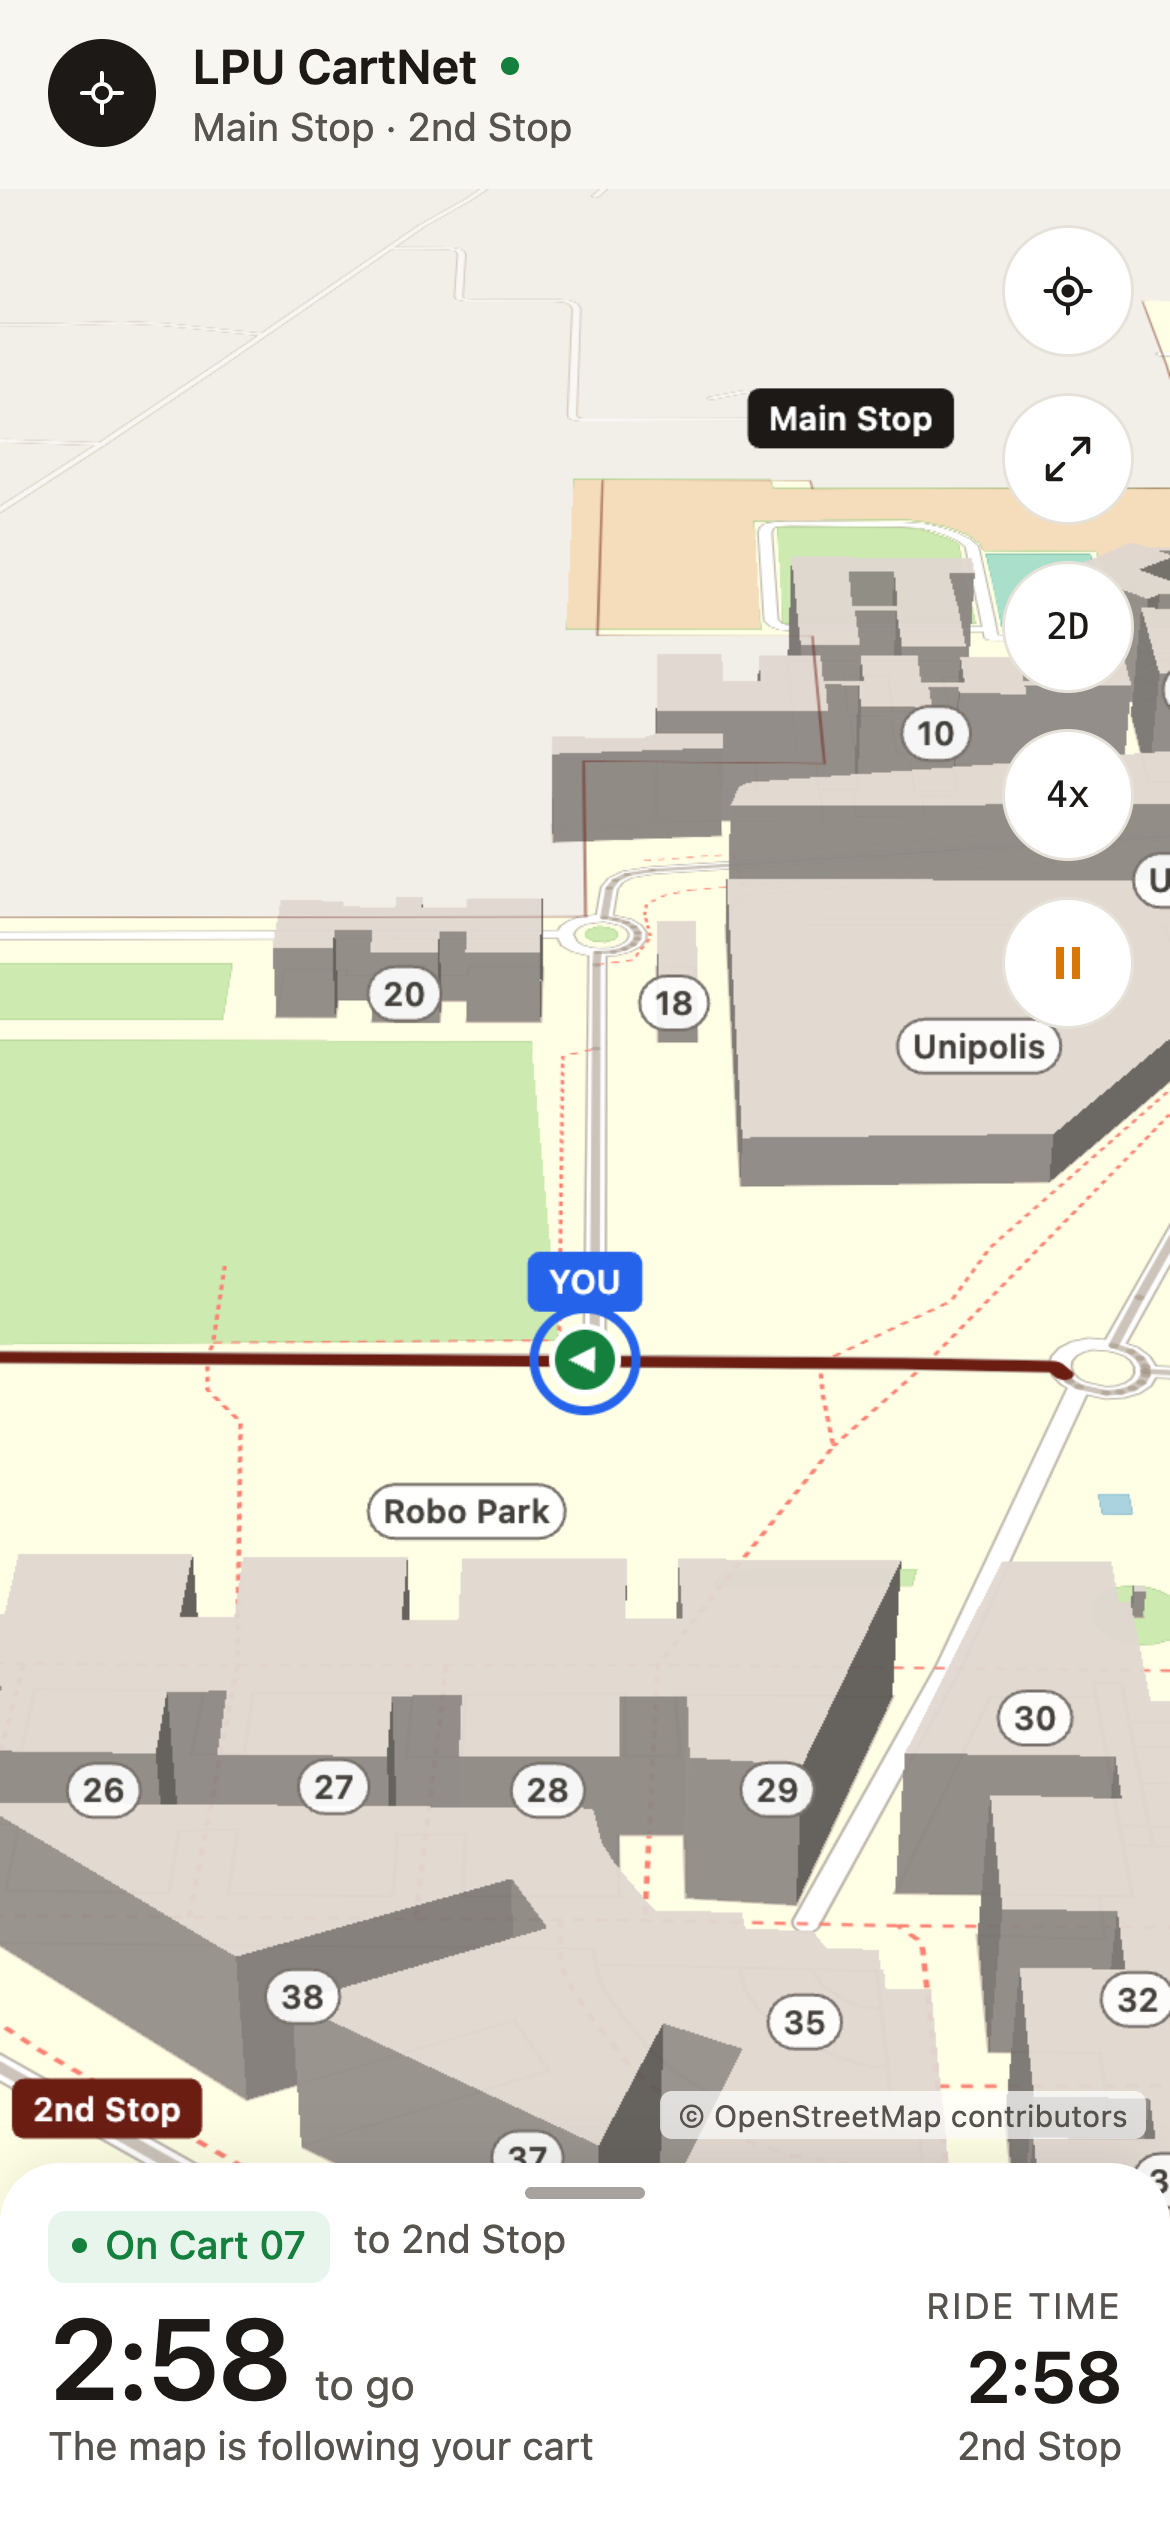 LPU CartNet
Main Stop · 2nd Stop
Main Stop
2D
10
4x
U
20
18
Unipolis
YOU
Robo Park
30
26
27
28
29
38
35
32
2nd Stop
© OpenStreetMap contributors
37
3
On Cart 07 to 2nd Stop
RIDE TIME
2:58 to go
2:58
The map is following your cart
2nd Stop